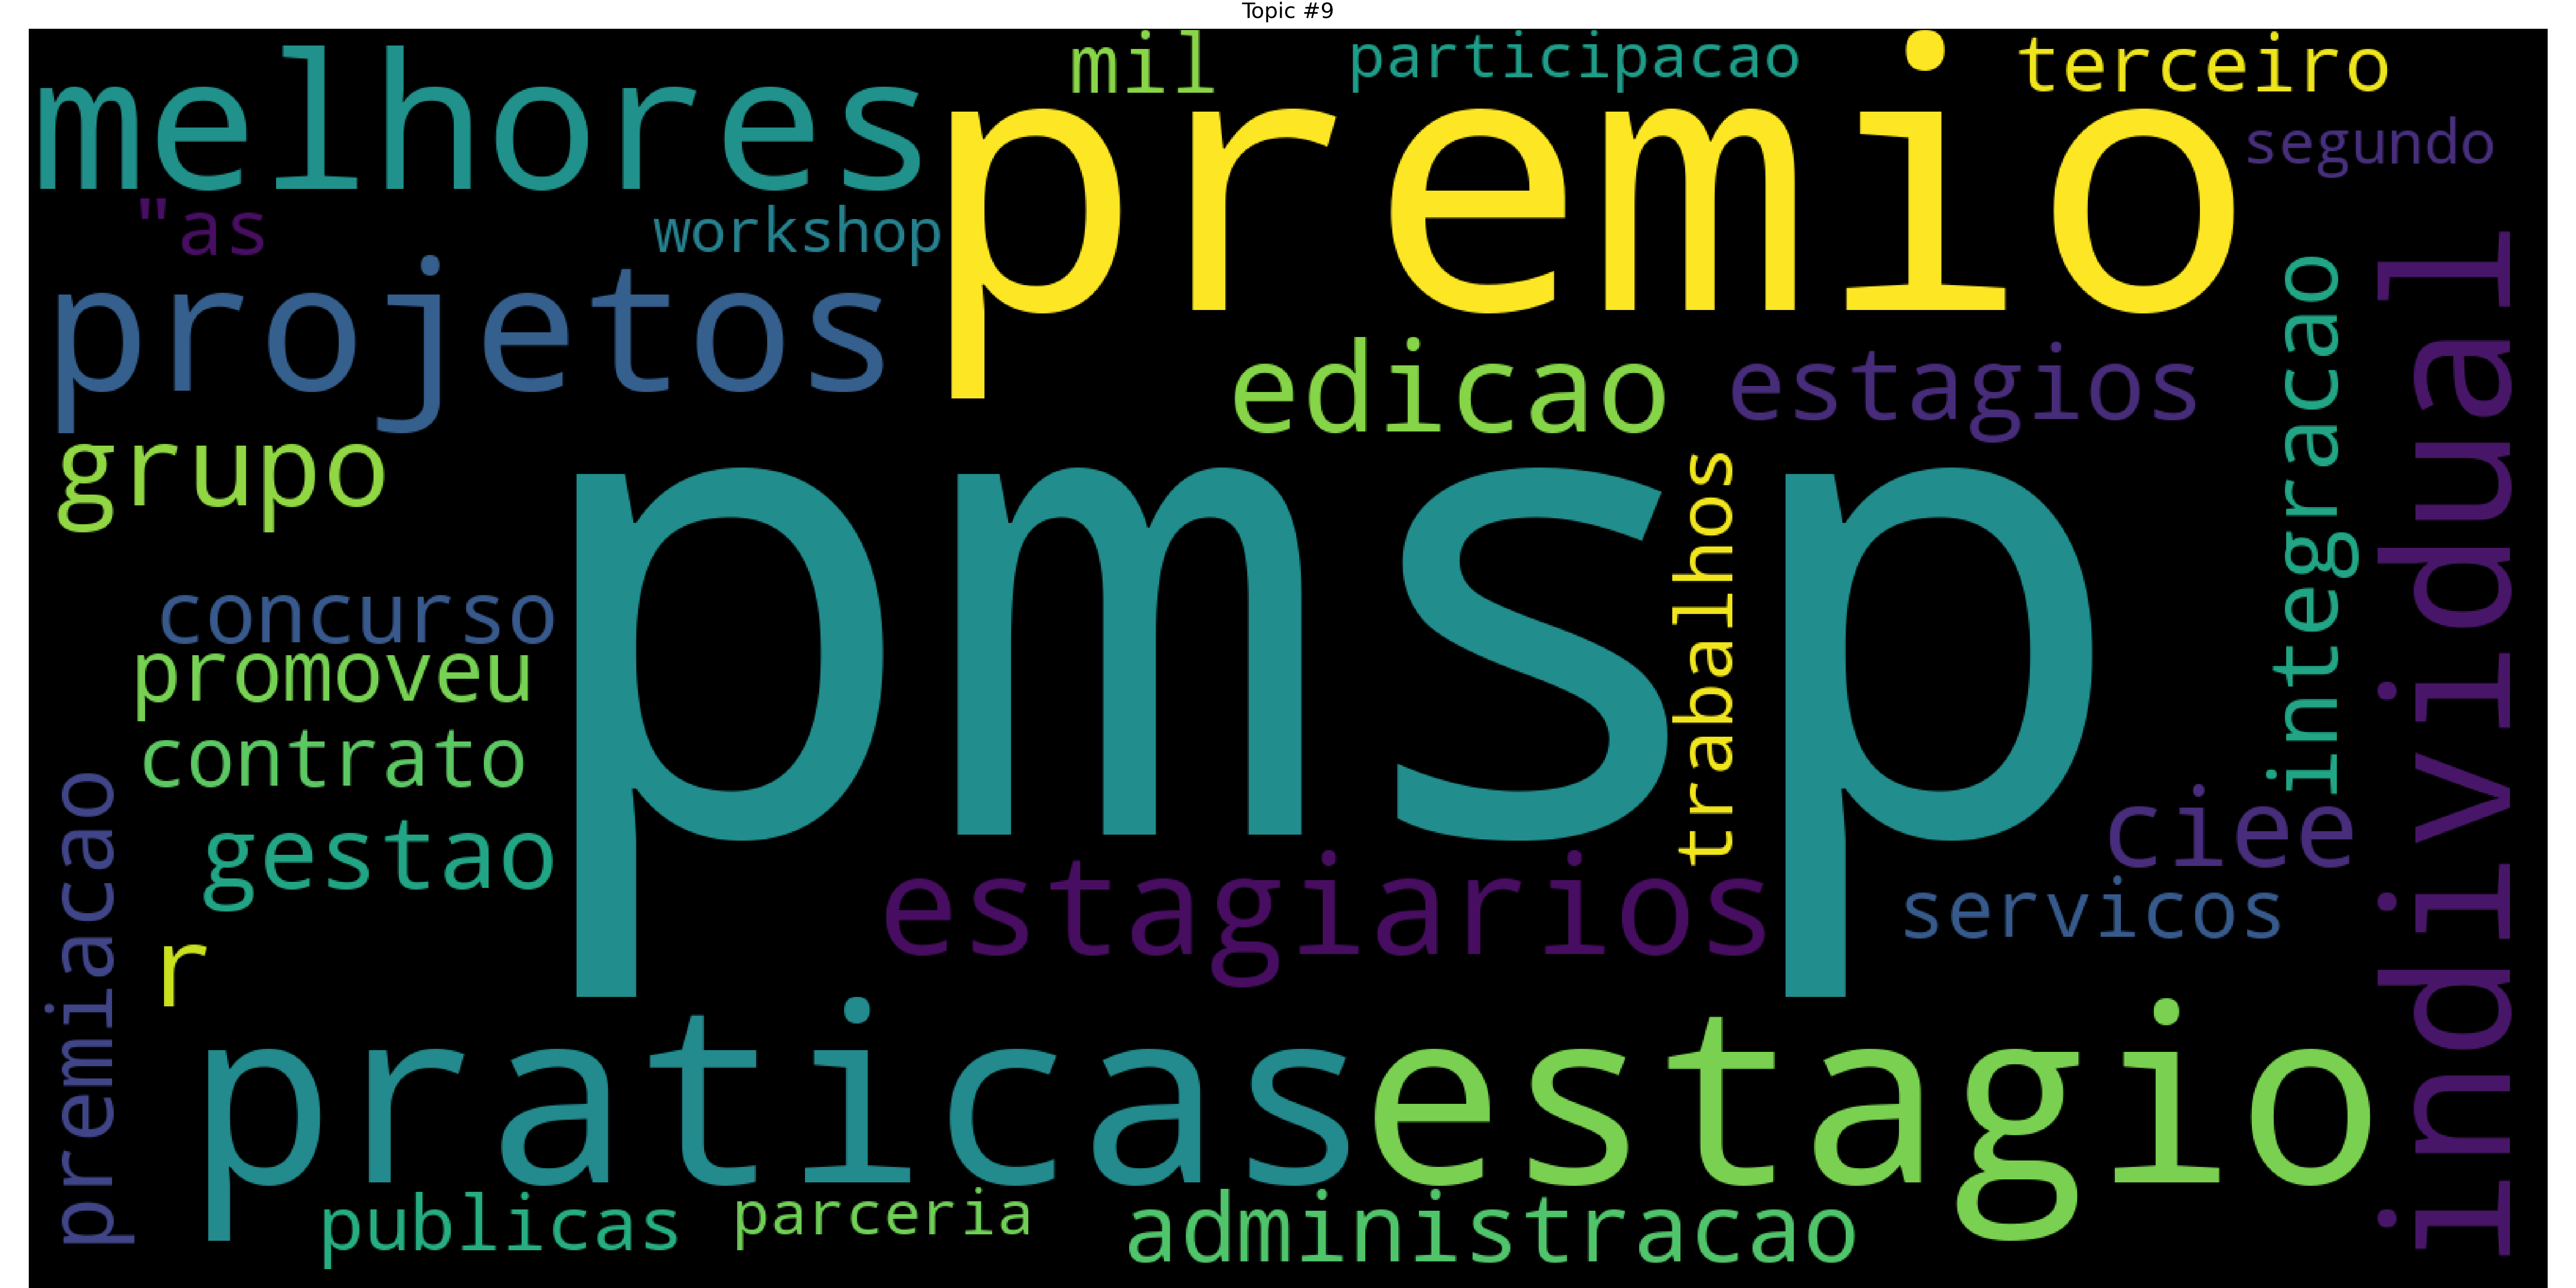 Topic #9
mil
participacao
terceiro
melhores
premio
segundo
"as
workshop
projetos
edicao
estagios
integracao
individual
grupo
pmsp
trabalhos
concurso
promoveu
contrato
gestao
premiacao
ciee
estagiarios
servicos
r
praticas
estagio
publicas
parceria
administracao